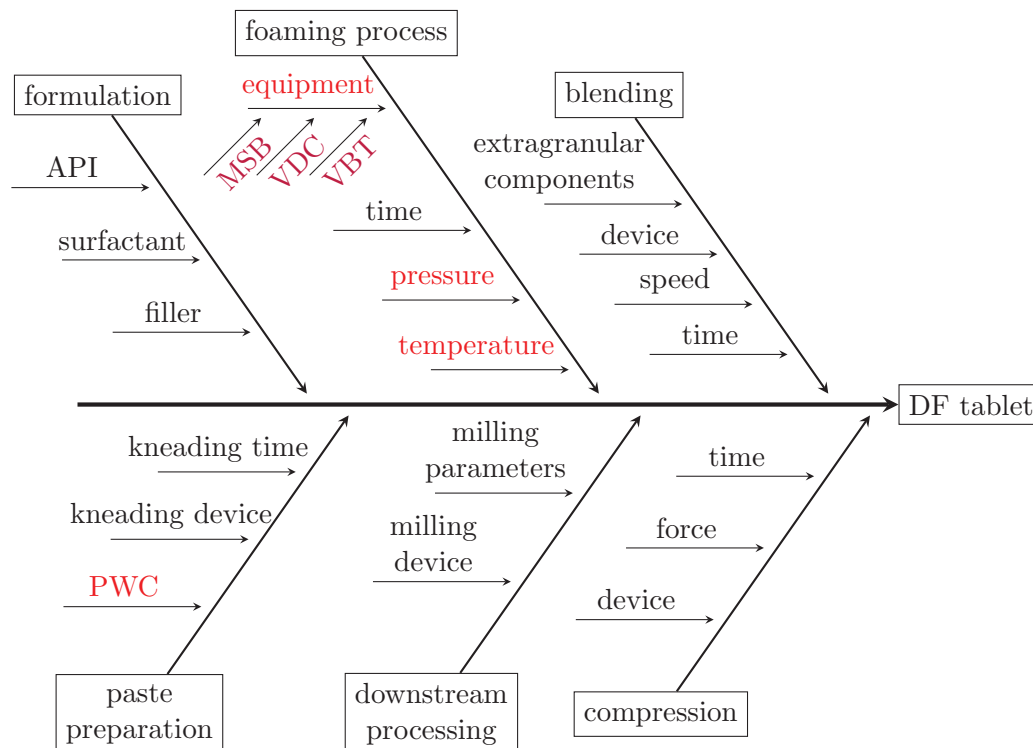 foaming process
formulation
equipment
MSB
VDC
VBT
API
surfactant
filler
time
pressure
temperature
blending
extragranular
components
device
speed
time
DF tablet
kneading time
kneading device
PWC
paste
preparation
milling
parameters
milling
device
downstream
processing
time
force
device
compression